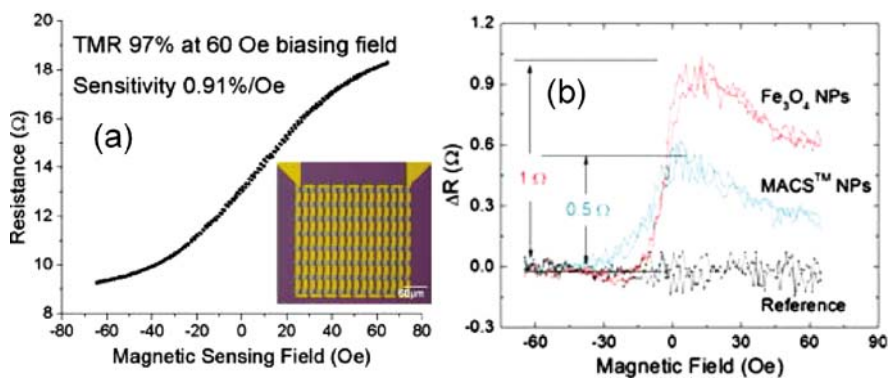 (a)
TMR 97% at 60 Oe biasing field
Sensitivity 0.91%/Oe
Resistance (Ω)
20
18
16
14
12
10
8
-80 -60 -40 -20 0 20 40 60 80
Magnetic Sensing Field (Oe)
(b)
ΔR (Ω)
1.2
0.9
0.6
0.3
0.0
-0.3
1 Ω
0.5 Ω
Fe₃O₄ NPs
MACS™ NPs
Reference
-60 -30 0 30 60 90
Magnetic Field (Oe)